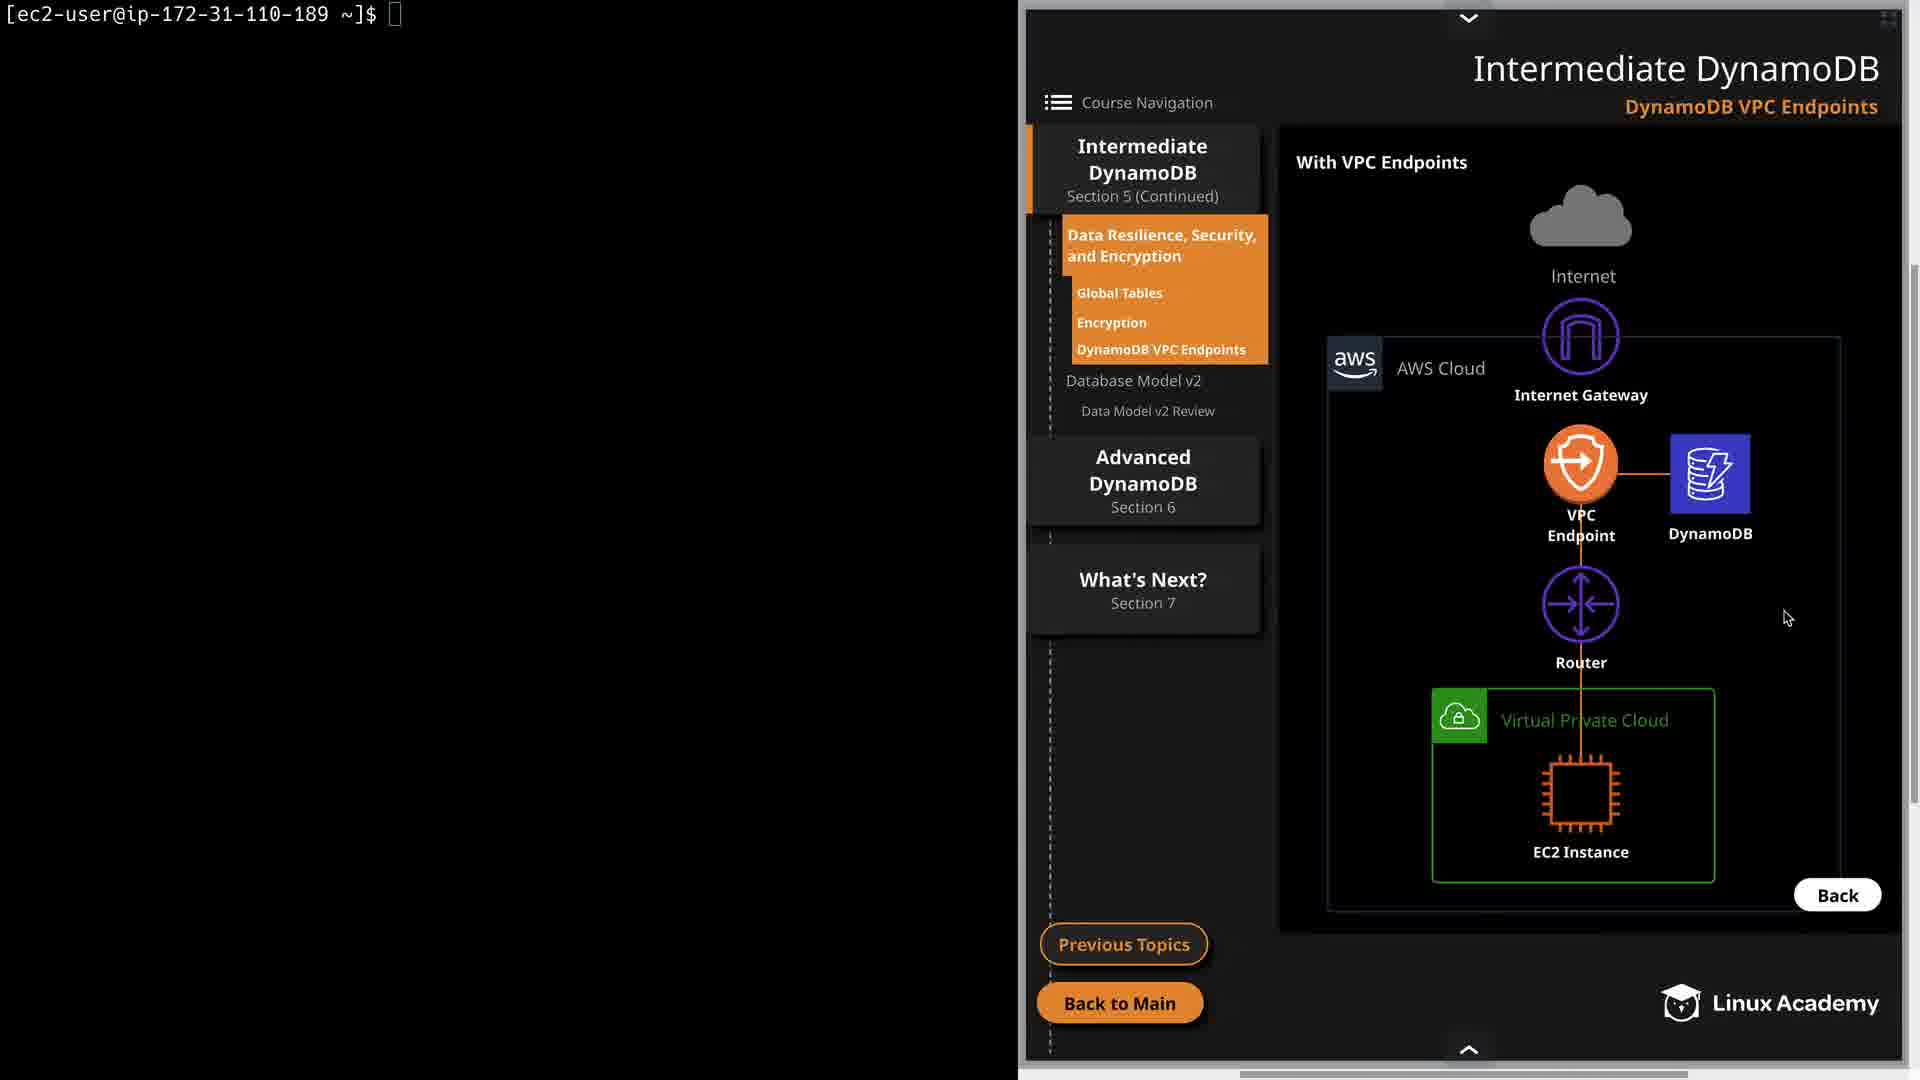 [ec2-user@ip-172-31-110-189 ~]$
Intermediate DynamoDB
DynamoDB VPC Endpoints
Course Navigation
Intermediate
DynamoDB
Section 5 (Continued)
Data Resilience, Security,
and Encryption
Global Tables
Encryption
DynamoDB VPC Endpoints
Database Model v2
Data Model v2 Review
Advanced
DynamoDB
Section 6
What's Next?
Section 7
Previous Topics
Back to Main
With VPC Endpoints
Internet
aws
AWS Cloud
Internet Gateway
VPC
Endpoint
DynamoDB
Router
Virtual Private Cloud
EC2 Instance
Back
Linux Academy